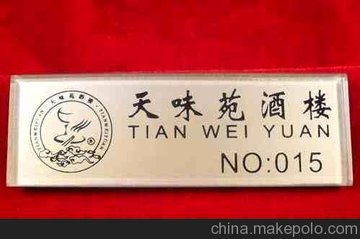 天味苑酒楼
TIAN WEI YUAN
NO:015
®
china.makepolo.com